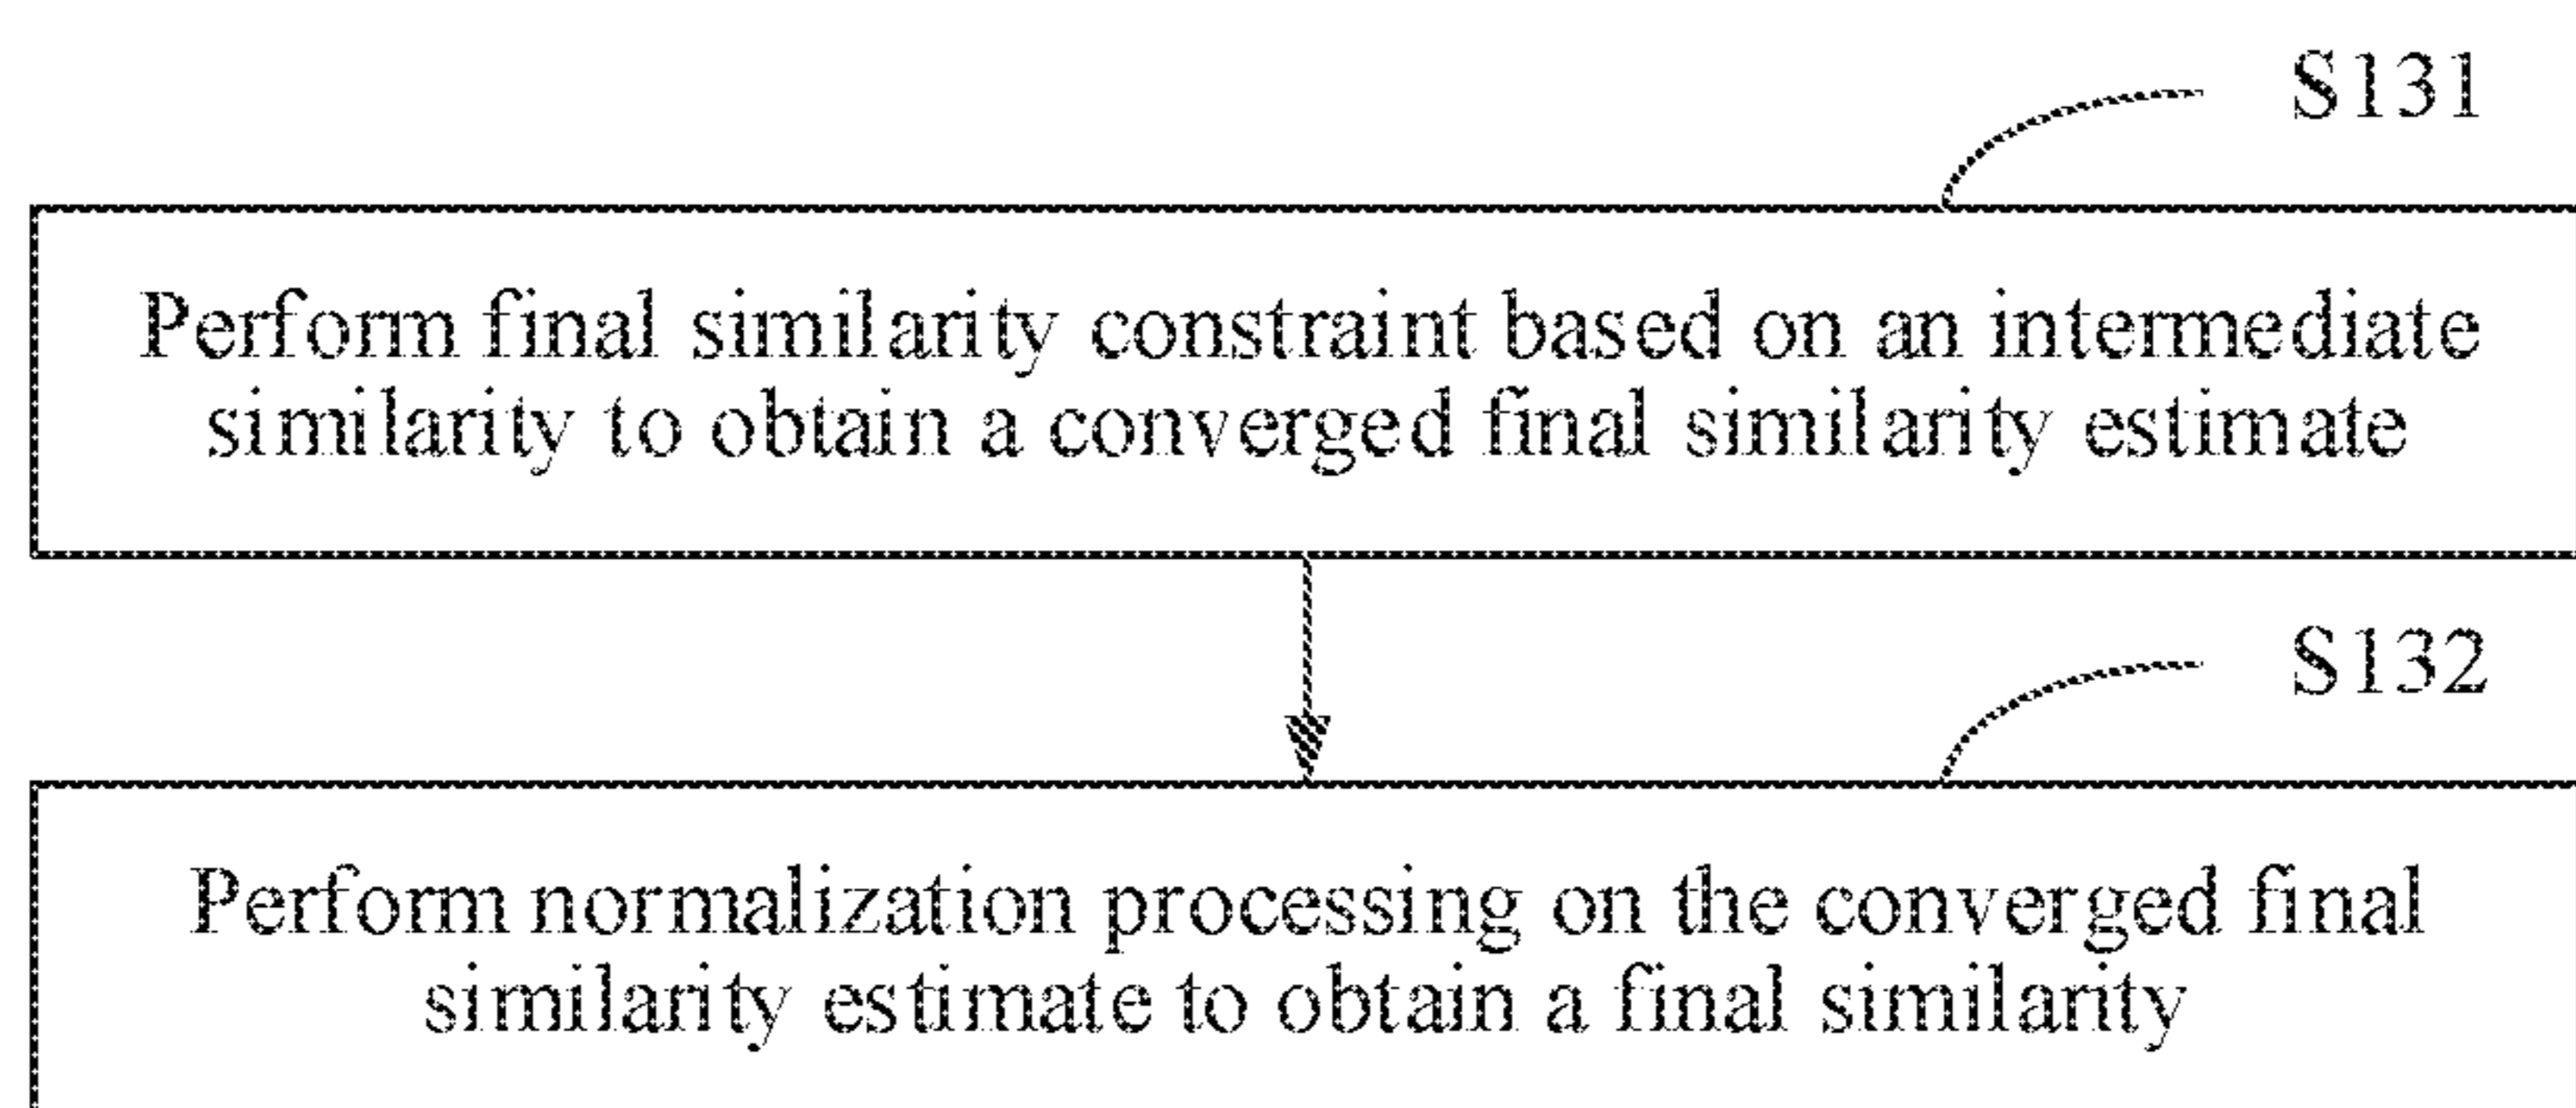 S131
Perform final similarity constraint based on an intermediate
similarity to obtain a converged final similarity estimate
S132
Perform normalization processing on the converged final
similarity estimate to obtain a final similarity